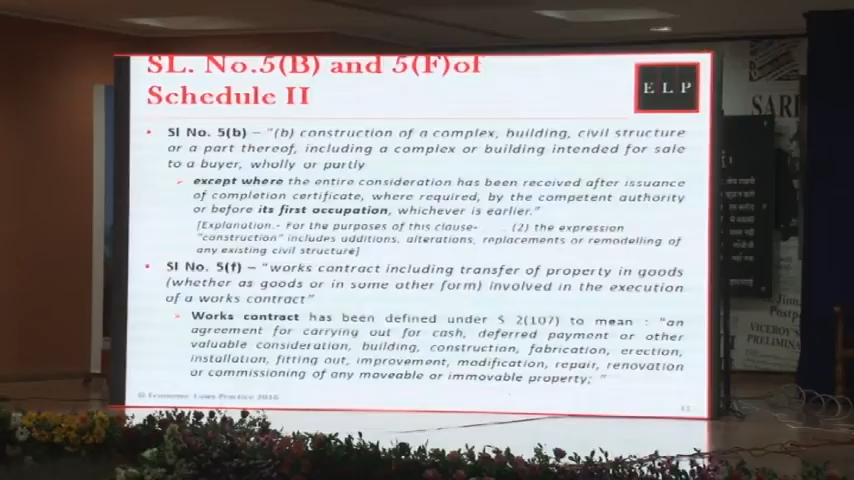 SL. No.5(B) and 5(F)of
Schedule II
E L P
• Sl No. 5(b) – "(b) construction of a complex, building, civil structure
or a part thereof, including a complex or building intended for sale
to a buyer, wholly or partly
except where the entire consideration has been received after issuance
of completion certificate, where required, by the competent authority
or before its first occupation, whichever is earlier."
[Explanation.- For the purposes of this clause- . . (2) the expression
"construction" includes additions, alterations, replacements or remodelling of
any existing civil structure]
• Sl No. 5(f) – "works contract including transfer of property in goods
(whether as goods or in some other form) involved in the execution
of a works contract"
Works contract has been defined under S 2(107) to mean : "an
agreement for carrying out for cash, deferred payment or other
valuable consideration, building, construction, fabrication, erection,
installation, fitting out, improvement, modification, repair, renovation
or commissioning of any moveable or immovable property; "
© Economic Laws Practice 2016
SARD
VICEROY'S
PRELIMINA